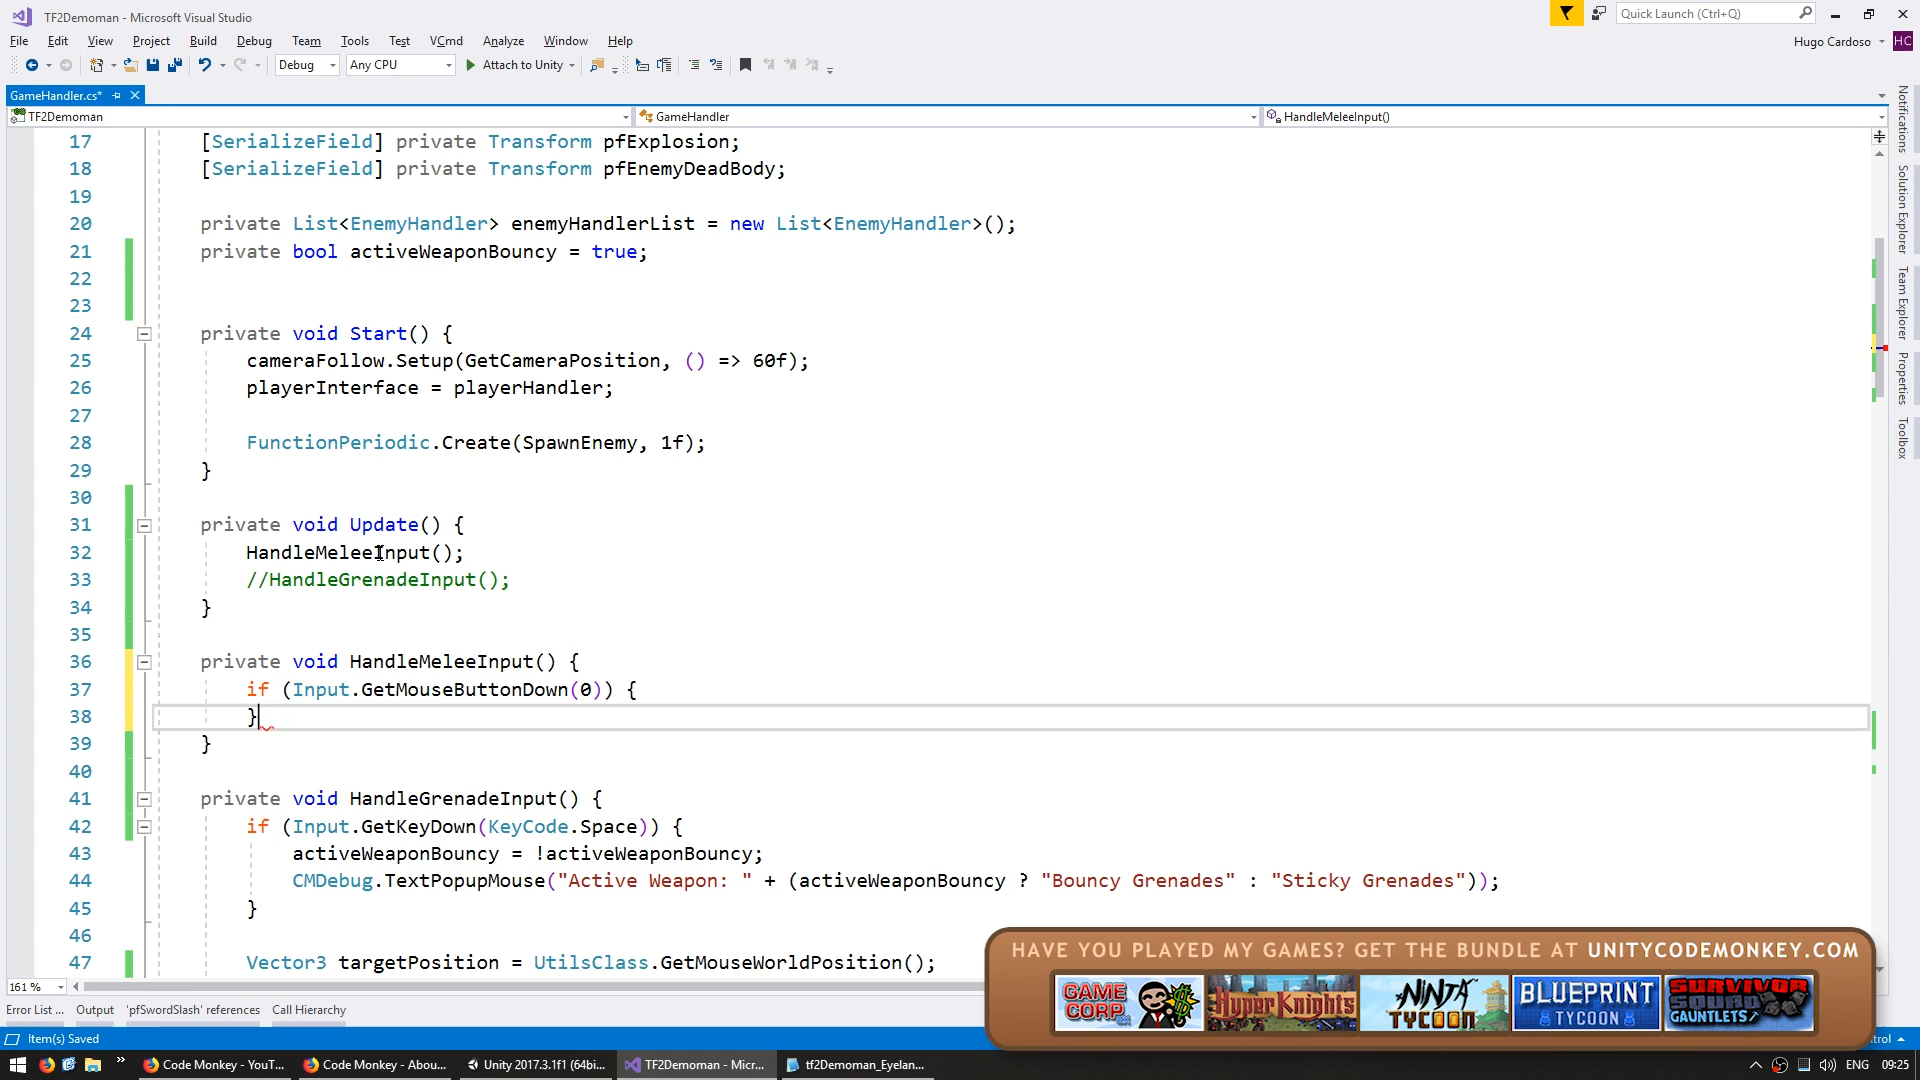 TF2Demoman - Microsoft Visual Studio
Quick Launch (Ctrl+Q)
File Edit View Project Build Debug Team Tools Test VCmd Analyze Window Help
Hugo Cardoso HC
Debug Any CPU Attach to Unity
GameHandler.cs*
TF2Demoman GameHandler HandleMeleeInput()
17 [SerializeField] private Transform pfExplosion;
18 [SerializeField] private Transform pfEnemyDeadBody;
19
20 private List<EnemyHandler> enemyHandlerList = new List<EnemyHandler>();
21 private bool activeWeaponBouncy = true;
22
23
24 private void Start() {
25 cameraFollow.Setup(GetCameraPosition, () => 60f);
26 playerInterface = playerHandler;
27
28 FunctionPeriodic.Create(SpawnEnemy, 1f);
29 }
30
31 private void Update() {
32 HandleMeleeInput();
33 //HandleGrenadeInput();
34 }
35
36 private void HandleMeleeInput() {
37 if (Input.GetMouseButtonDown(0)) {
38 }
39 }
40
41 private void HandleGrenadeInput() {
42 if (Input.GetKeyDown(KeyCode.Space)) {
43 activeWeaponBouncy = !activeWeaponBouncy;
44 CMDebug.TextPopupMouse("Active Weapon: " + (activeWeaponBouncy ? "Bouncy Grenades" : "Sticky Grenades"));
45 }
46
47 Vector3 targetPosition = UtilsClass.GetMouseWorldPosition();
Notifications
Solution Explorer
Team Explorer
Properties
Toolbox
161 %
Error List ... Output 'pfSwordSlash' references Call Hierarchy
Item(s) Saved
HAVE YOU PLAYED MY GAMES? GET THE BUNDLE AT UNITYCODEMONKEY.COM
GAME CORP
HYPER KNIGHTS
NINJA TYCOON
BLUEPRINT TYCOON
SURVIVOR SQUAD GAUNTLETS
Code Monkey - YouT... Code Monkey - Abou... Unity 2017.3.1f1 (64bi... TF2Demoman - Micr... tf2Demoman_Eyelan...
ENG 09:25